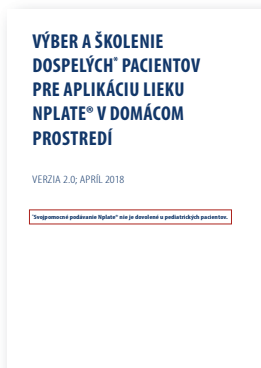 VÝBER A ŠKOLENIE
DOSPELÝCH* PACIENTOV
PRE APLIKÁCIU LIEKU
NPLATE® V DOMÁCOM
PROSTREDÍ
VERZIA 2.0; APRÍL 2018
*Svojpomocné podávanie Nplate® nie je dovolené u pediatrických pacientov.